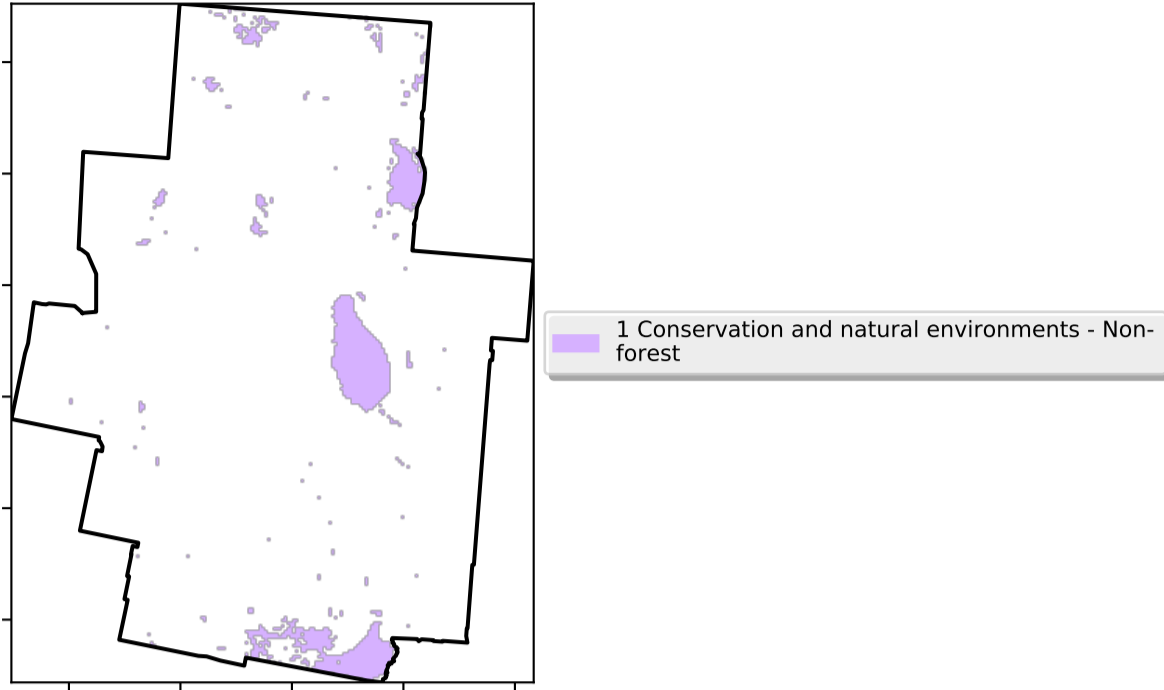 1 Conservation and natural environments - Non-
forest